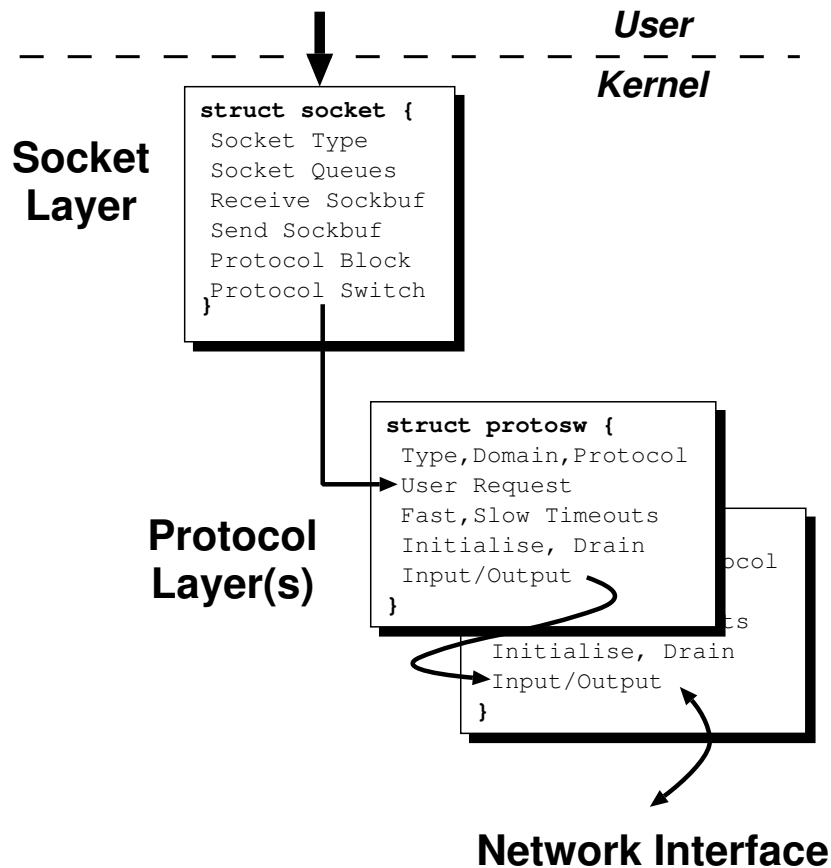 User
Kernel
Socket
Layer
struct socket {
Socket Type
Socket Queues
Receive Sockbuf
Send Sockbuf
Protocol Block
Protocol Switch
}
Protocol
Layer(s)
struct protosw {
Type,Domain,Protocol
User Request
Fast,Slow Timeouts
Initialise, Drain
Input/Output
}
ocol
ts
Initialise, Drain
Input/Output
}
Network Interface